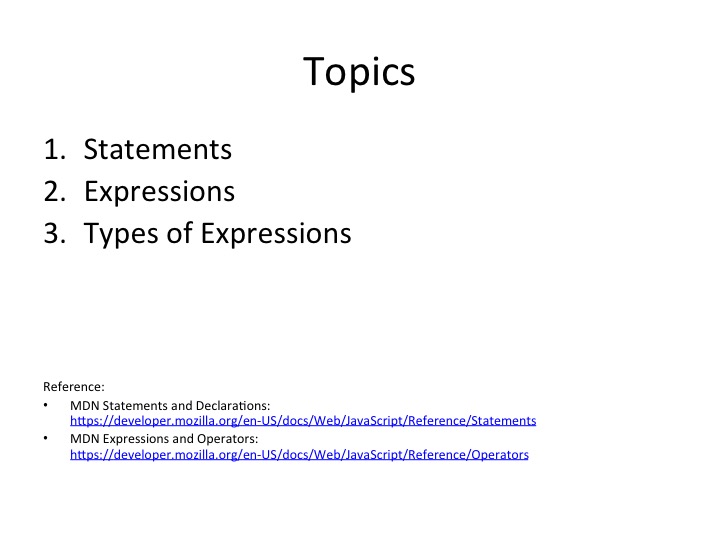 Topics
1. Statements
2. Expressions
3. Types of Expressions
Reference:
• MDN Statements and Declarations:
https://developer.mozilla.org/en-US/docs/Web/JavaScript/Reference/Statements
• MDN Expressions and Operators:
https://developer.mozilla.org/en-US/docs/Web/JavaScript/Reference/Operators